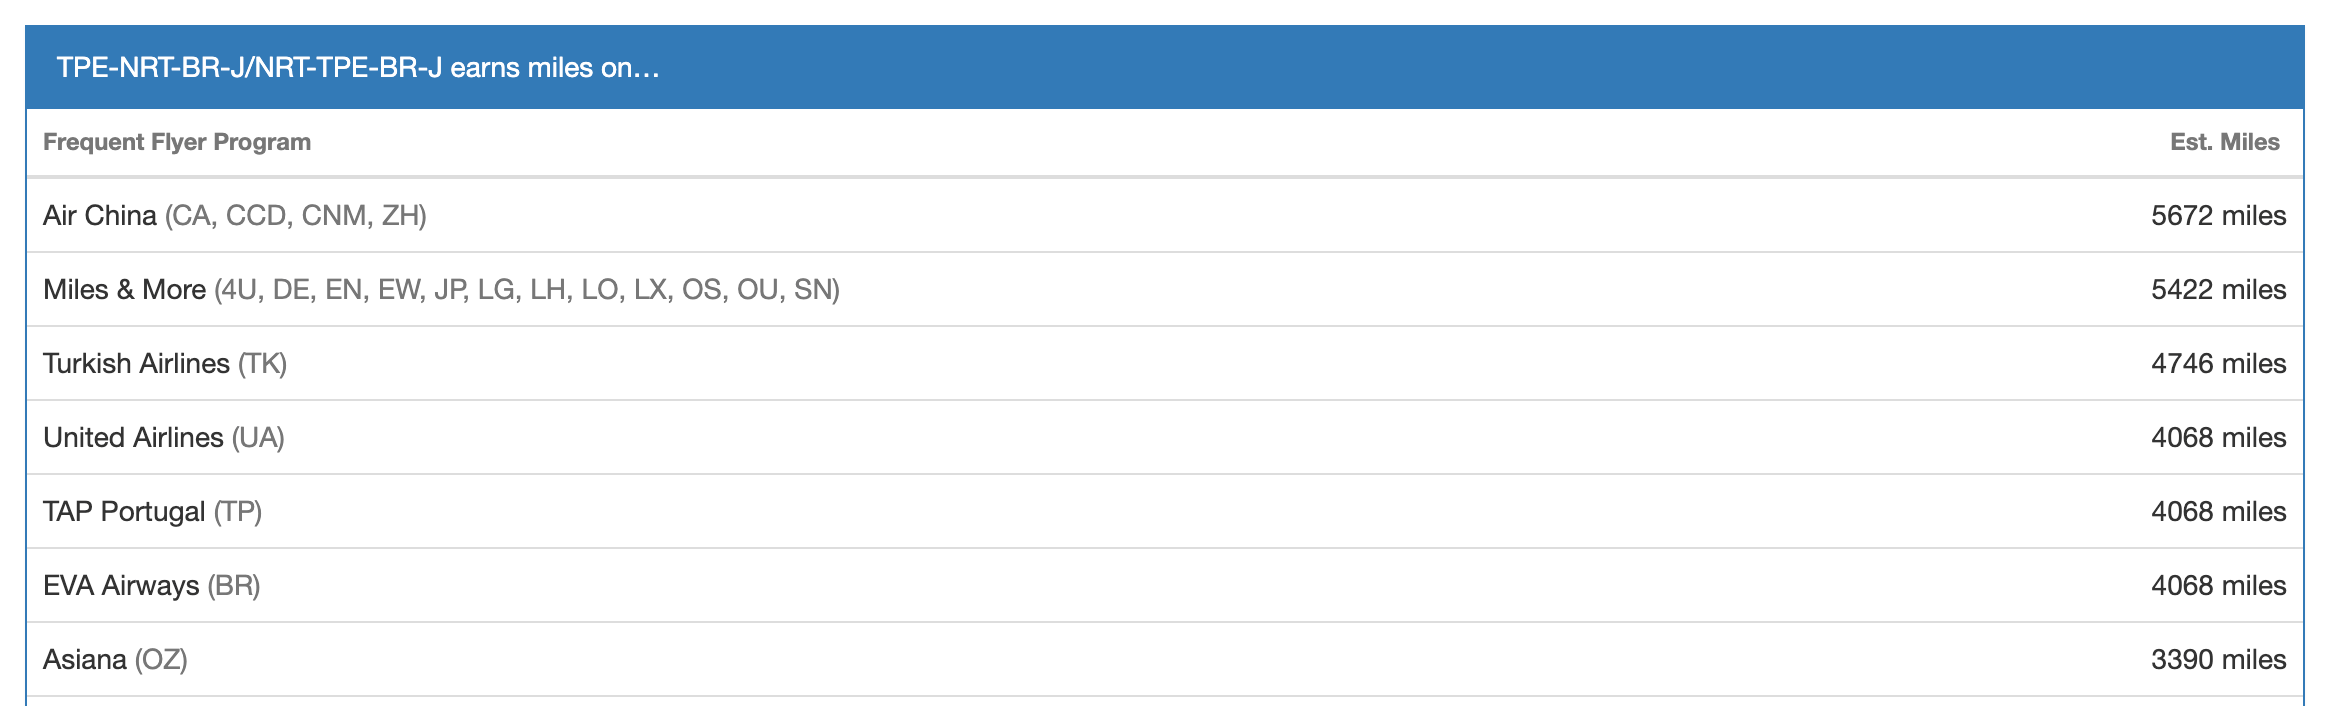 TPE-NRT-BR-J/NRT-TPE-BR-J earns miles on…
Frequent Flyer Program Est. Miles
Air China (CA, CCD, CNM, ZH) 5672 miles
Miles & More (4U, DE, EN, EW, JP, LG, LH, LO, LX, OS, OU, SN) 5422 miles
Turkish Airlines (TK) 4746 miles
United Airlines (UA) 4068 miles
TAP Portugal (TP) 4068 miles
EVA Airways (BR) 4068 miles
Asiana (OZ) 3390 miles